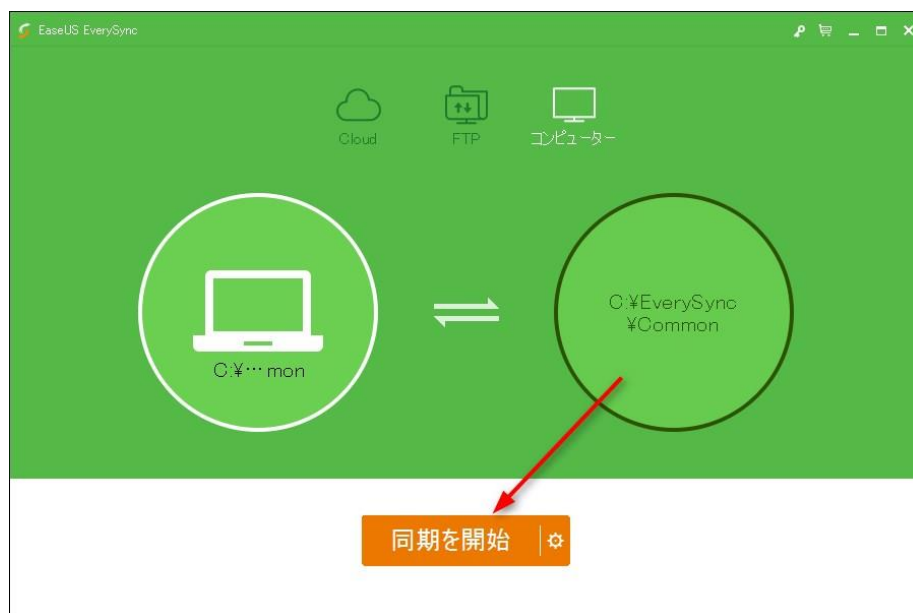 EaseUS EverySync
Cloud
FTP
コンピューター
C:¥… mon
C:¥EverySync
¥Common
同期を開始